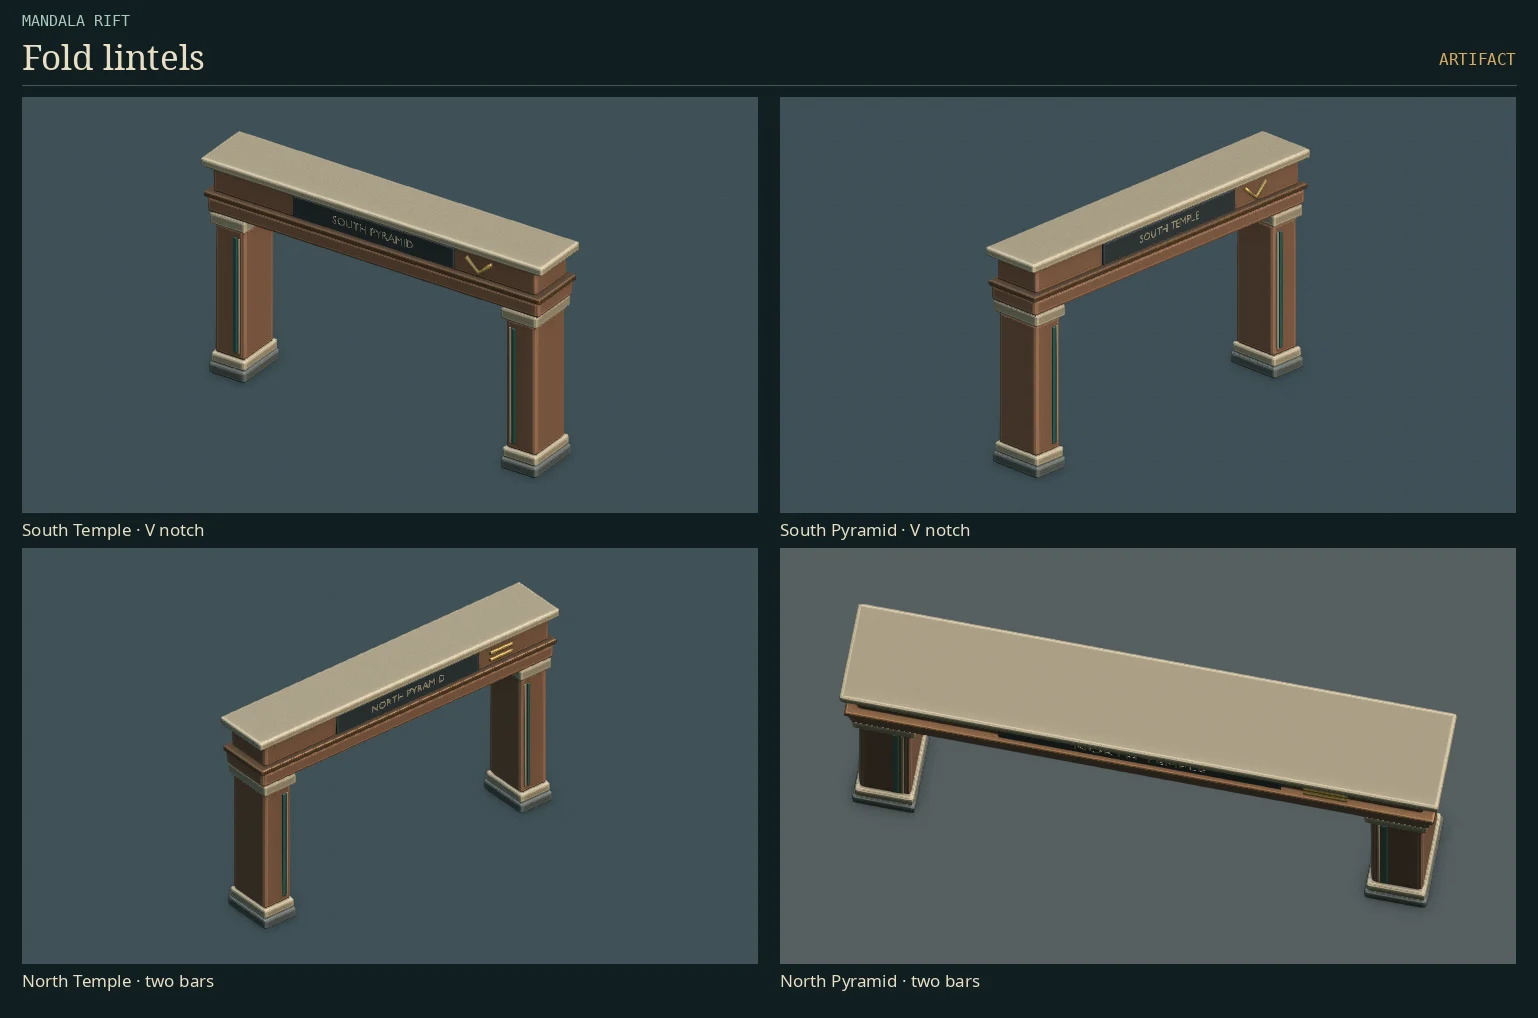 MANDALA RIFT
Fold lintels
ARTIFACT
SOUTH PYRAMID
SOUTH TEMPLE
South Temple · V notch
South Pyramid · V notch
NORTH PYRAMID
North Temple · two bars
North Pyramid · two bars